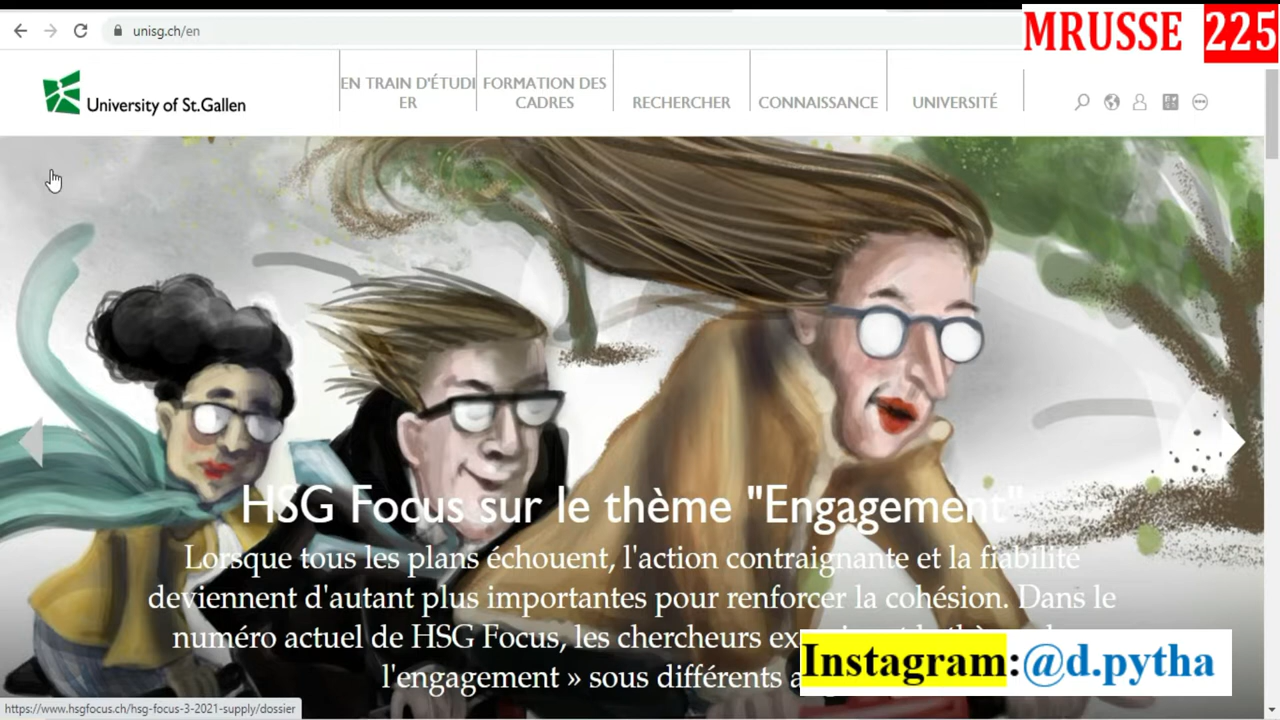 unisg.ch/en
MRUSSE 225
University of St.Gallen
EN TRAIN D'ÉTUDI
ER
FORMATION DES
CADRES
RECHERCHER
CONNAISSANCE
UNIVERSITÉ
HSG Focus sur le thème "Engagement"
Lorsque tous les plans échouent, l'action contraignante et la fiabilité
deviennent d'autant plus importantes pour renforcer la cohésion. Dans le
numéro actuel de HSG Focus, les chercheurs
l'engagement » sous différents
Instagram:@d.pytha
https://www.hsgfocus.ch/hsg-focus-3-2021-supply/dossier